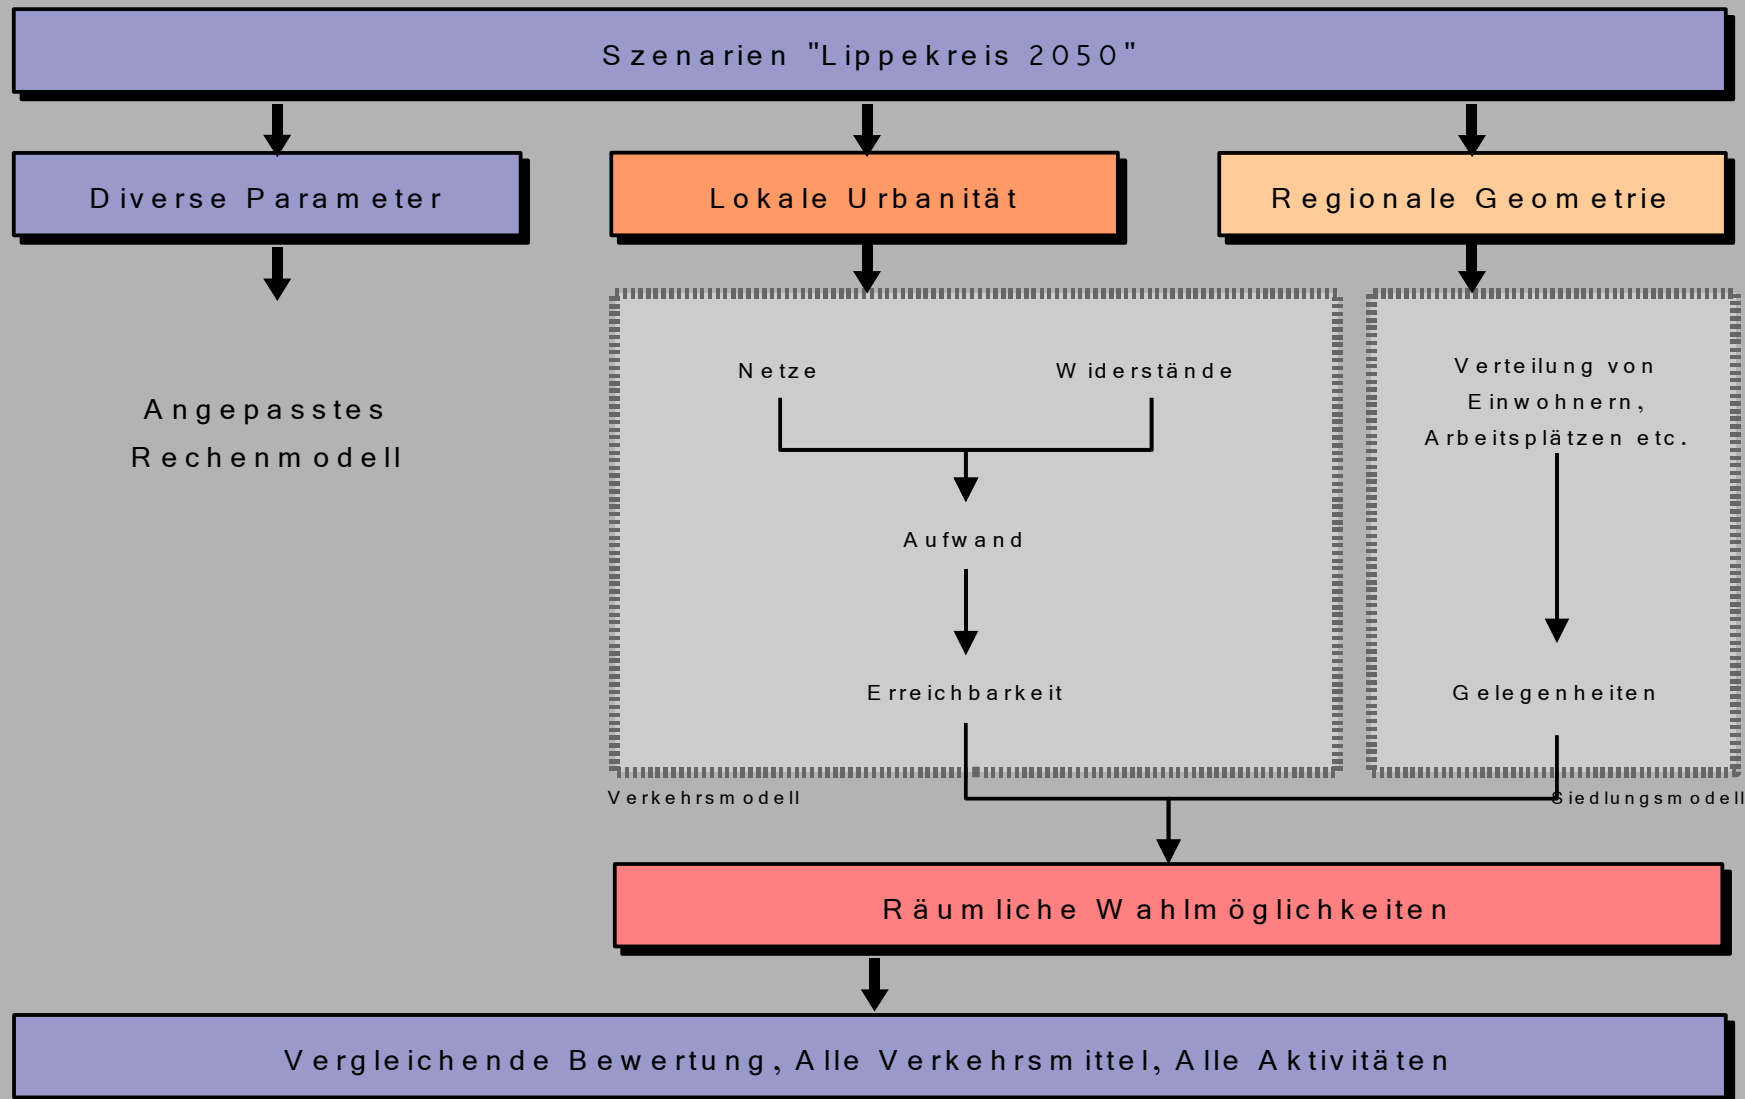 Szenarien "Lippekreis 2050"
Diverse Parameter
Lokale Urbanität
Regionale Geometrie
Angepasstes
Rechenmodell
Netze
Widerstände
Aufwand
Erreichbarkeit
Verkehrsmodell
Verteilung von
Einwohnern,
Arbeitsplätzen etc.
Gelegenheiten
Siedlungsmodell
Räumliche Wahlmöglichkeiten
Vergleichende Bewertung, Alle Verkehrsmittel, Alle Aktivitäten